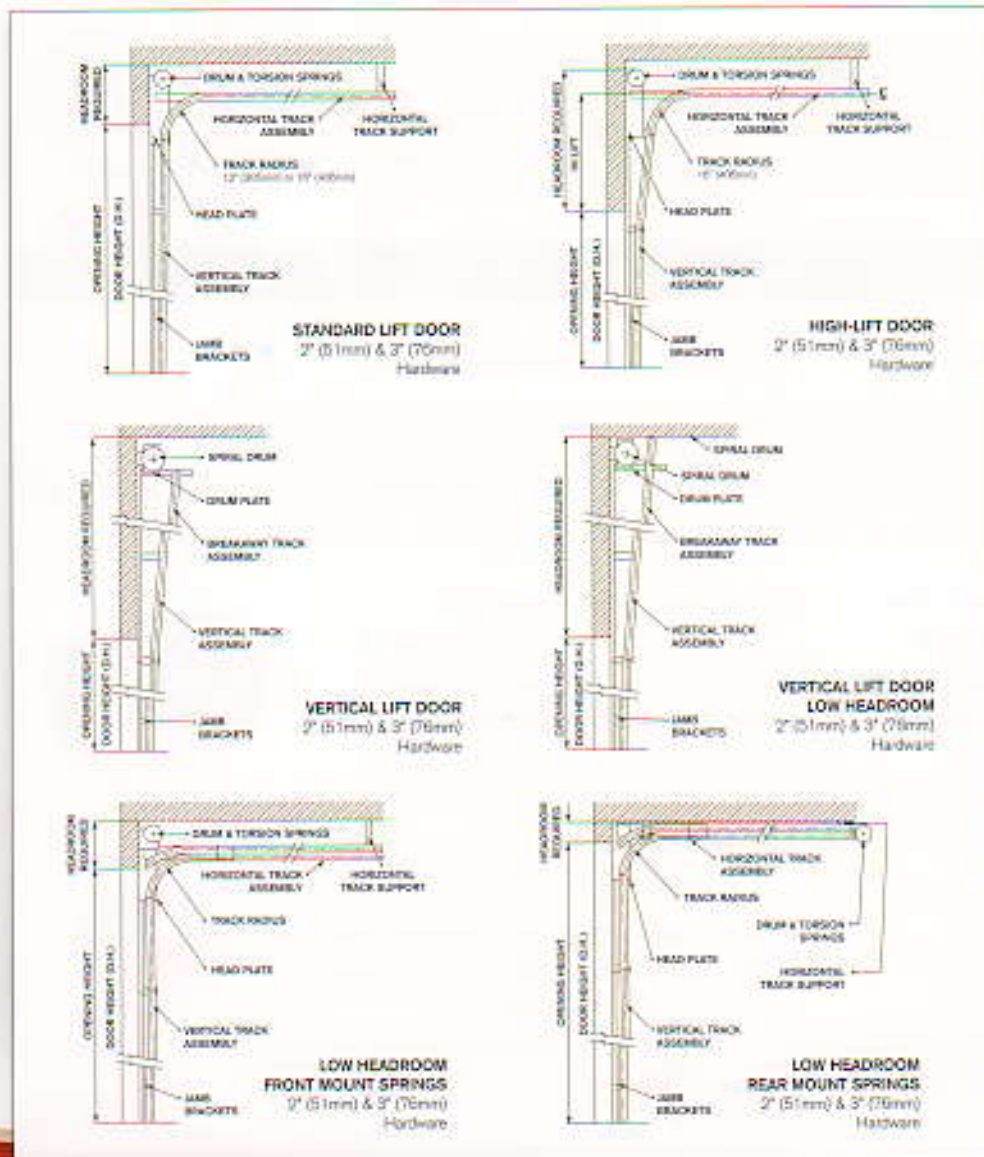 HEADROOM
REQUIRED
DRUM & TORSION SPRINGS
HORIZONTAL TRACK
ASSEMBLY
HORIZONTAL
TRACK SUPPORT
TRACK RADIUS
HEAD PLATE
OPENING HEIGHT
DOOR HEIGHT (D.H.)
VERTICAL TRACK
ASSEMBLY
JAMB
BRACKETS
STANDARD LIFT DOOR
2" (51mm) & 3" (76mm)
Hardware
HEADROOM REQUIRED
HI LIFT
DRUM & TORSION SPRINGS
HORIZONTAL TRACK
ASSEMBLY
HORIZONTAL
TRACK SUPPORT
TRACK RADIUS
HEAD PLATE
OPENING HEIGHT
DOOR HEIGHT (D.H.)
VERTICAL TRACK
ASSEMBLY
JAMB
BRACKETS
HIGH-LIFT DOOR
2" (51mm) & 3" (76mm)
Hardware
HEADROOM REQUIRED
SPIRAL DRUM
DRUM PLATE
BREAKAWAY TRACK
ASSEMBLY
VERTICAL TRACK
ASSEMBLY
OPENING HEIGHT
DOOR HEIGHT (D.H.)
JAMB
BRACKETS
VERTICAL LIFT DOOR
2" (51mm) & 3" (76mm)
Hardware
HEADROOM REQUIRED
SPIRAL DRUM
SPIRAL DRUM
DRUM PLATE
BREAKAWAY TRACK
ASSEMBLY
VERTICAL TRACK
ASSEMBLY
OPENING HEIGHT
DOOR HEIGHT (D.H.)
JAMB
BRACKETS
VERTICAL LIFT DOOR
LOW HEADROOM
2" (51mm) & 3" (76mm)
Hardware
HEADROOM
REQUIRED
DRUM & TORSION SPRINGS
HORIZONTAL TRACK
ASSEMBLY
HORIZONTAL
TRACK SUPPORT
TRACK RADIUS
HEAD PLATE
OPENING HEIGHT
DOOR HEIGHT (D.H.)
VERTICAL TRACK
ASSEMBLY
JAMB
BRACKETS
LOW HEADROOM
FRONT MOUNT SPRINGS
2" (51mm) & 3" (76mm)
Hardware
HEADROOM
REQUIRED
HORIZONTAL TRACK
ASSEMBLY
TRACK RADIUS
DRUM & TORSION
SPRINGS
HEAD PLATE
HORIZONTAL
TRACK SUPPORT
OPENING HEIGHT
DOOR HEIGHT (D.H.)
VERTICAL TRACK
ASSEMBLY
JAMB
BRACKETS
LOW HEADROOM
REAR MOUNT SPRINGS
2" (51mm) & 3" (76mm)
Hardware